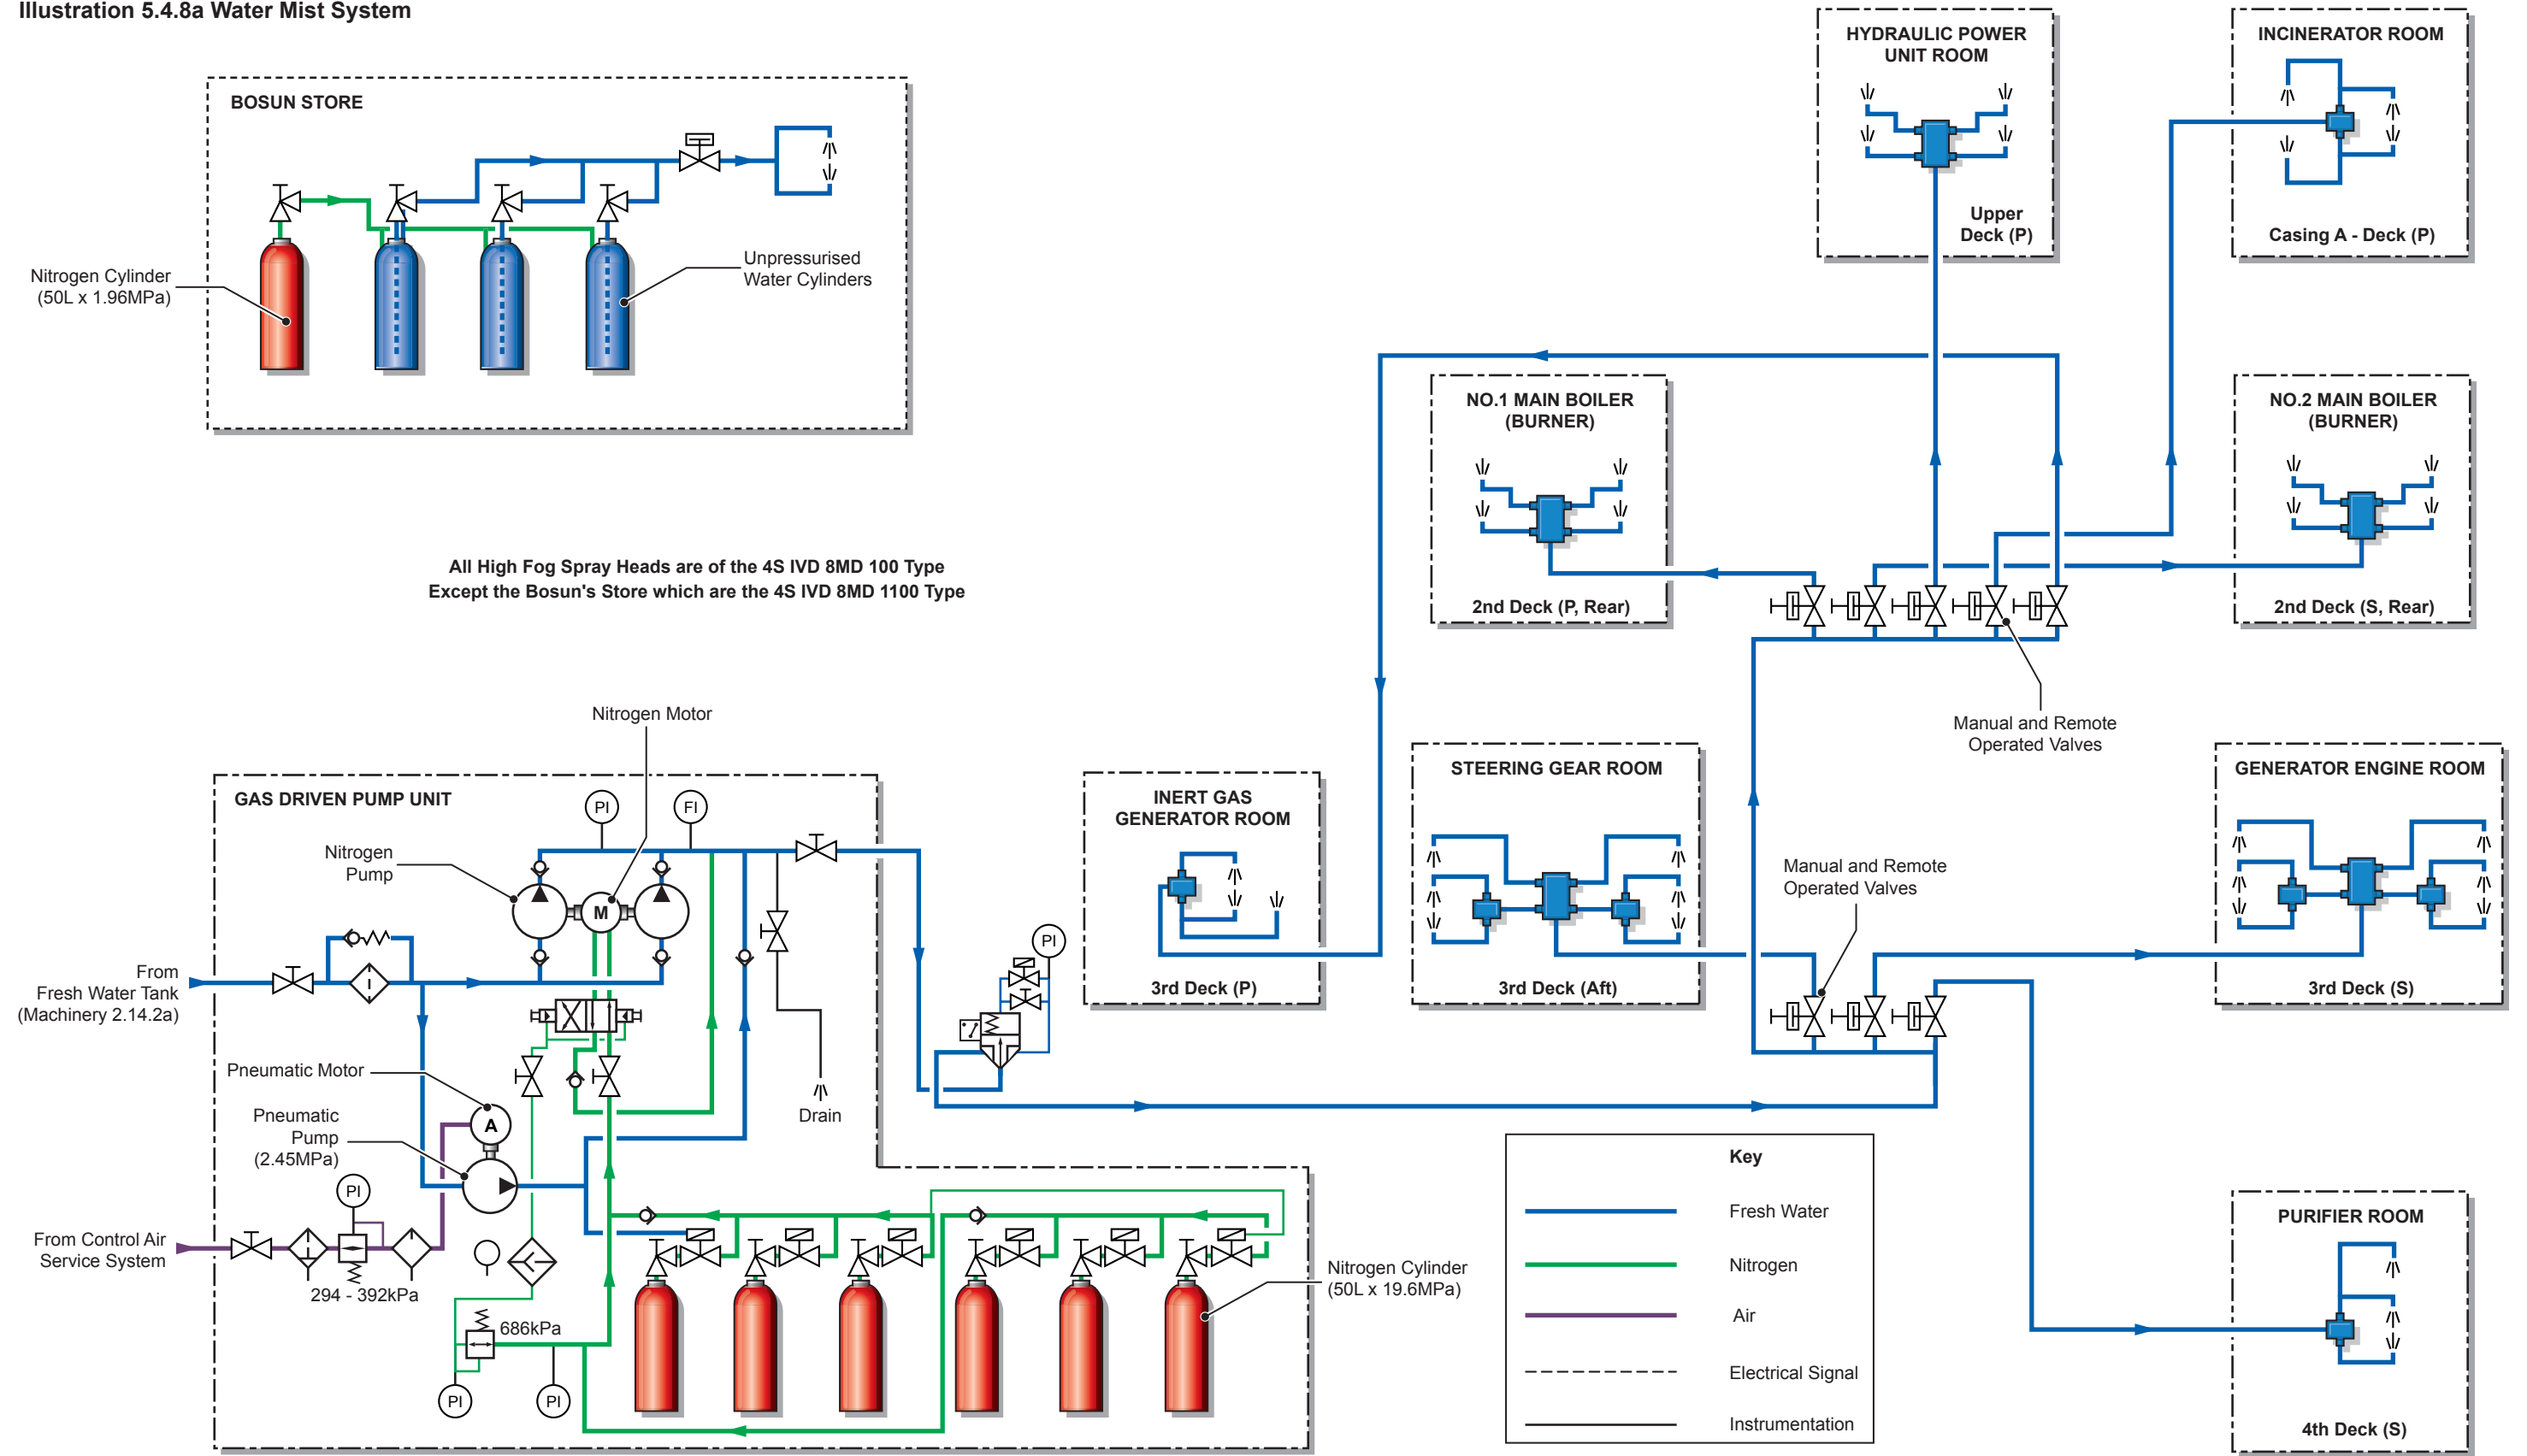 Illustration 5.4.8a Water Mist System
BOSUN STORE
Nitrogen Cylinder
(50L x 1.96MPa)
Unpressurised
Water Cylinders
HYDRAULIC POWER
UNIT ROOM
Upper
Deck (P)
INCINERATOR ROOM
Casing A - Deck (P)
NO.1 MAIN BOILER
(BURNER)
2nd Deck (P, Rear)
NO.2 MAIN BOILER
(BURNER)
2nd Deck (S, Rear)
All High Fog Spray Heads are of the 4S IVD 8MD 100 Type
Except the Bosun's Store which are the 4S IVD 8MD 1100 Type
Manual and Remote
Operated Valves
Nitrogen Motor
GAS DRIVEN PUMP UNIT
PI
FI
Nitrogen
Pump
M
From
Fresh Water Tank
(Machinery 2.14.2a)
I
Pneumatic Motor
A
Pneumatic
Pump
(2.45MPa)
PI
From Control Air
Service System
294 - 392kPa
686kPa
PI
PI
Drain
PI
Nitrogen Cylinder
(50L x 19.6MPa)
INERT GAS
GENERATOR ROOM
3rd Deck (P)
STEERING GEAR ROOM
3rd Deck (Aft)
Manual and Remote
Operated Valves
GENERATOR ENGINE ROOM
3rd Deck (S)
Key
Fresh Water
Nitrogen
Air
Electrical Signal
Instrumentation
PURIFIER ROOM
4th Deck (S)